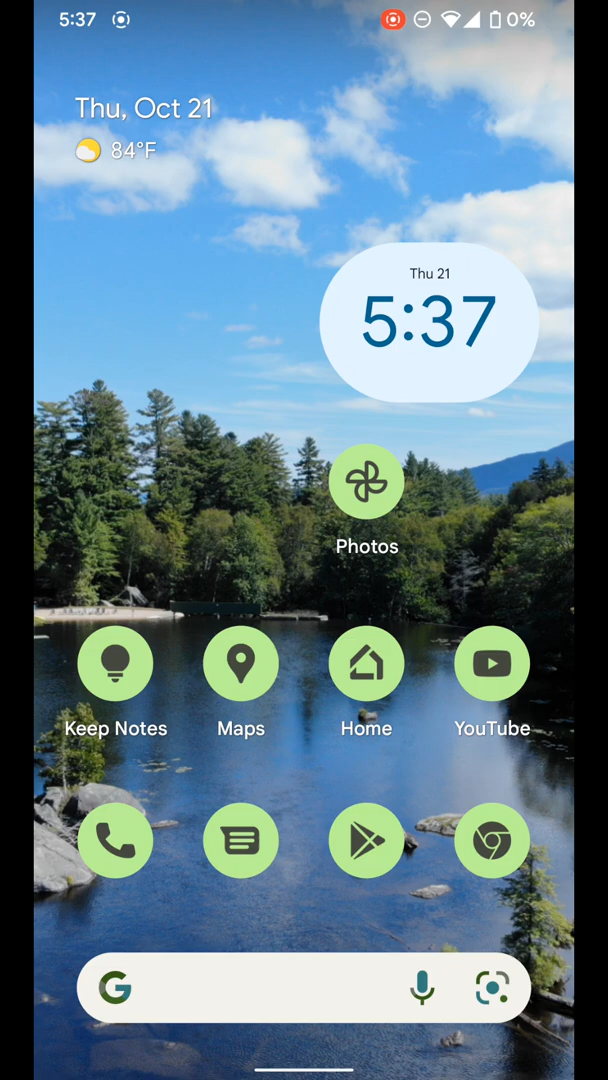 5:37
0%
Thu, Oct 21
84°F
Thu 21
5:37
Photos
Keep Notes
Maps
Home
YouTube
G